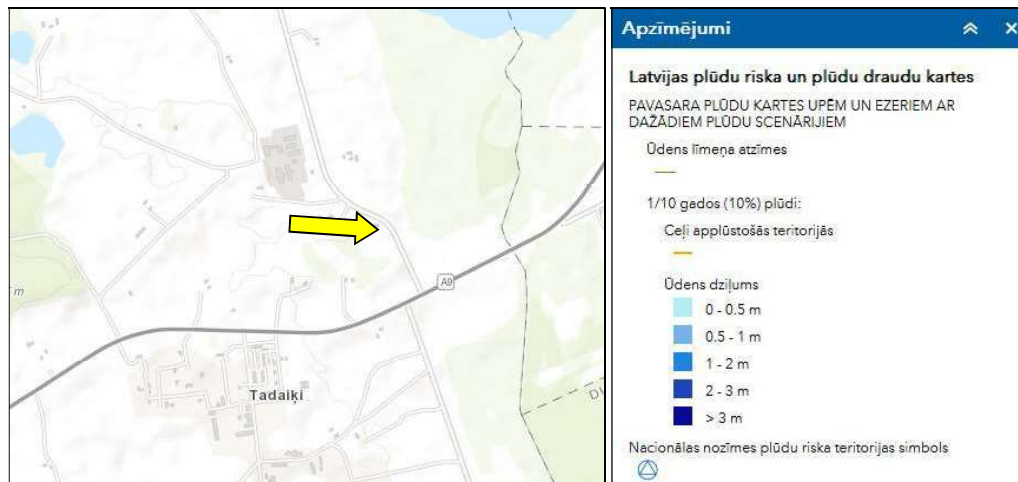 m
A9
Tadaiķi
Apzīmējumi
Latvijas plūdu riska un plūdu draudu kartes
PAVASARA PLŪDU KARTES UPĒM UN EZERIEM AR
DAŽĀDIEM PLŪDU SCENĀRIJIEM
Ūdens līmeņa atzīmes
1/10 gados (10%) plūdi:
Ceļi applūstošās teritorijās
Ūdens dziļums
0 - 0.5 m
0.5 - 1 m
1 - 2 m
2 - 3 m
> 3 m
Nacionālas nozīmes plūdu riska teritorijas simbols